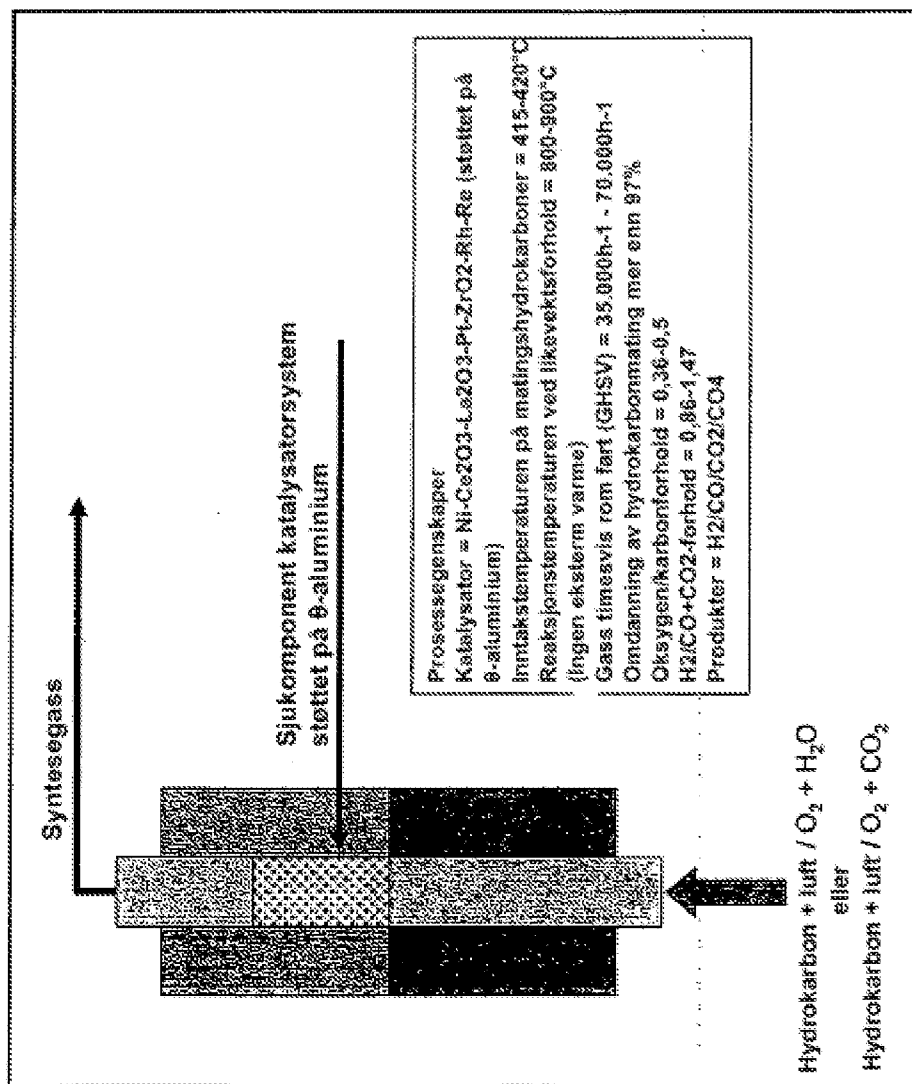 Syntesegass
Sjukomponent katalysatorsystem
støttet på θ-aluminium
Prosessegenskaper
Katalysator = Ni-Ce2O3-La2O3-Pt-ZrO2-Rh-Re (støttet på
θ-aluminium)
Inntakstemperaturen på matingshydrokarboner = 415-420°C
Reaksjonstemperaturen ved likevektsforhold = 800-900°C
(Ingen eksterm varme)
Gass timesvis rom fart (GHSV) = 35.000h-1 - 70.000h-1
Omdanning av hydrokarbonmating mer enn 97%
Oksygen/karbonforhold = 0,36-0,5
H2/CO+CO2-forhold = 0,86-1,47
Produkter = H2/CO/CO2/CO4
Hydrokarbon + luft / O₂ + H₂O
eller
Hydrokarbon + luft / O₂ + CO₂